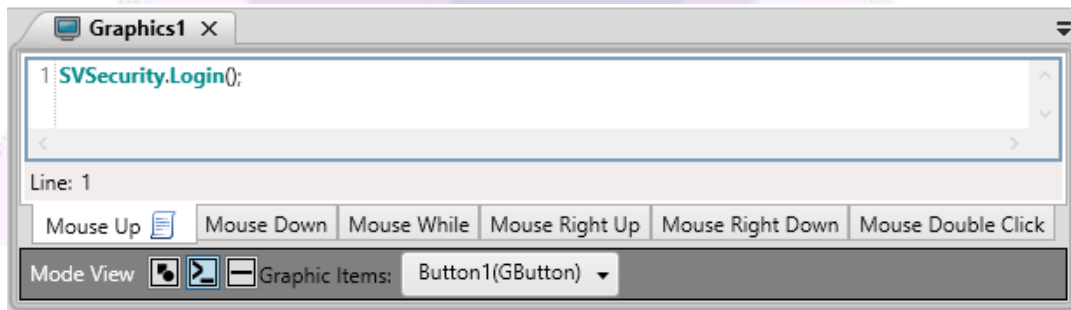 Graphics1
1 SVSecurity.Login();
Line: 1
Mouse Up Mouse Down Mouse While Mouse Right Up Mouse Right Down Mouse Double Click
Mode View Graphic Items: Button1(GButton)